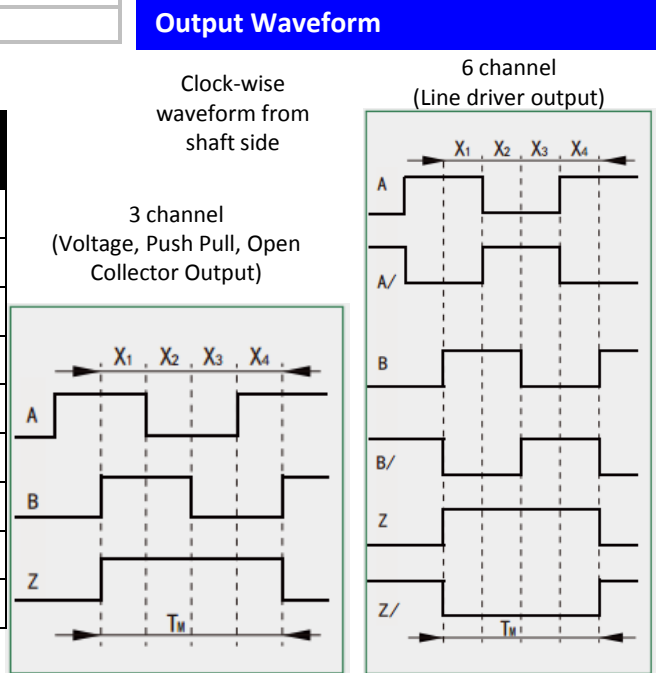 Output Waveform
Clock-wise
waveform from
shaft side
6 channel
(Line driver output)
3 channel
(Voltage, Push Pull, Open
Collector Output)
X1 X2 X3 X4
A
B
Z
TM
X1 X2 X3 X4
A
A/
B
B/
Z
Z/
TM